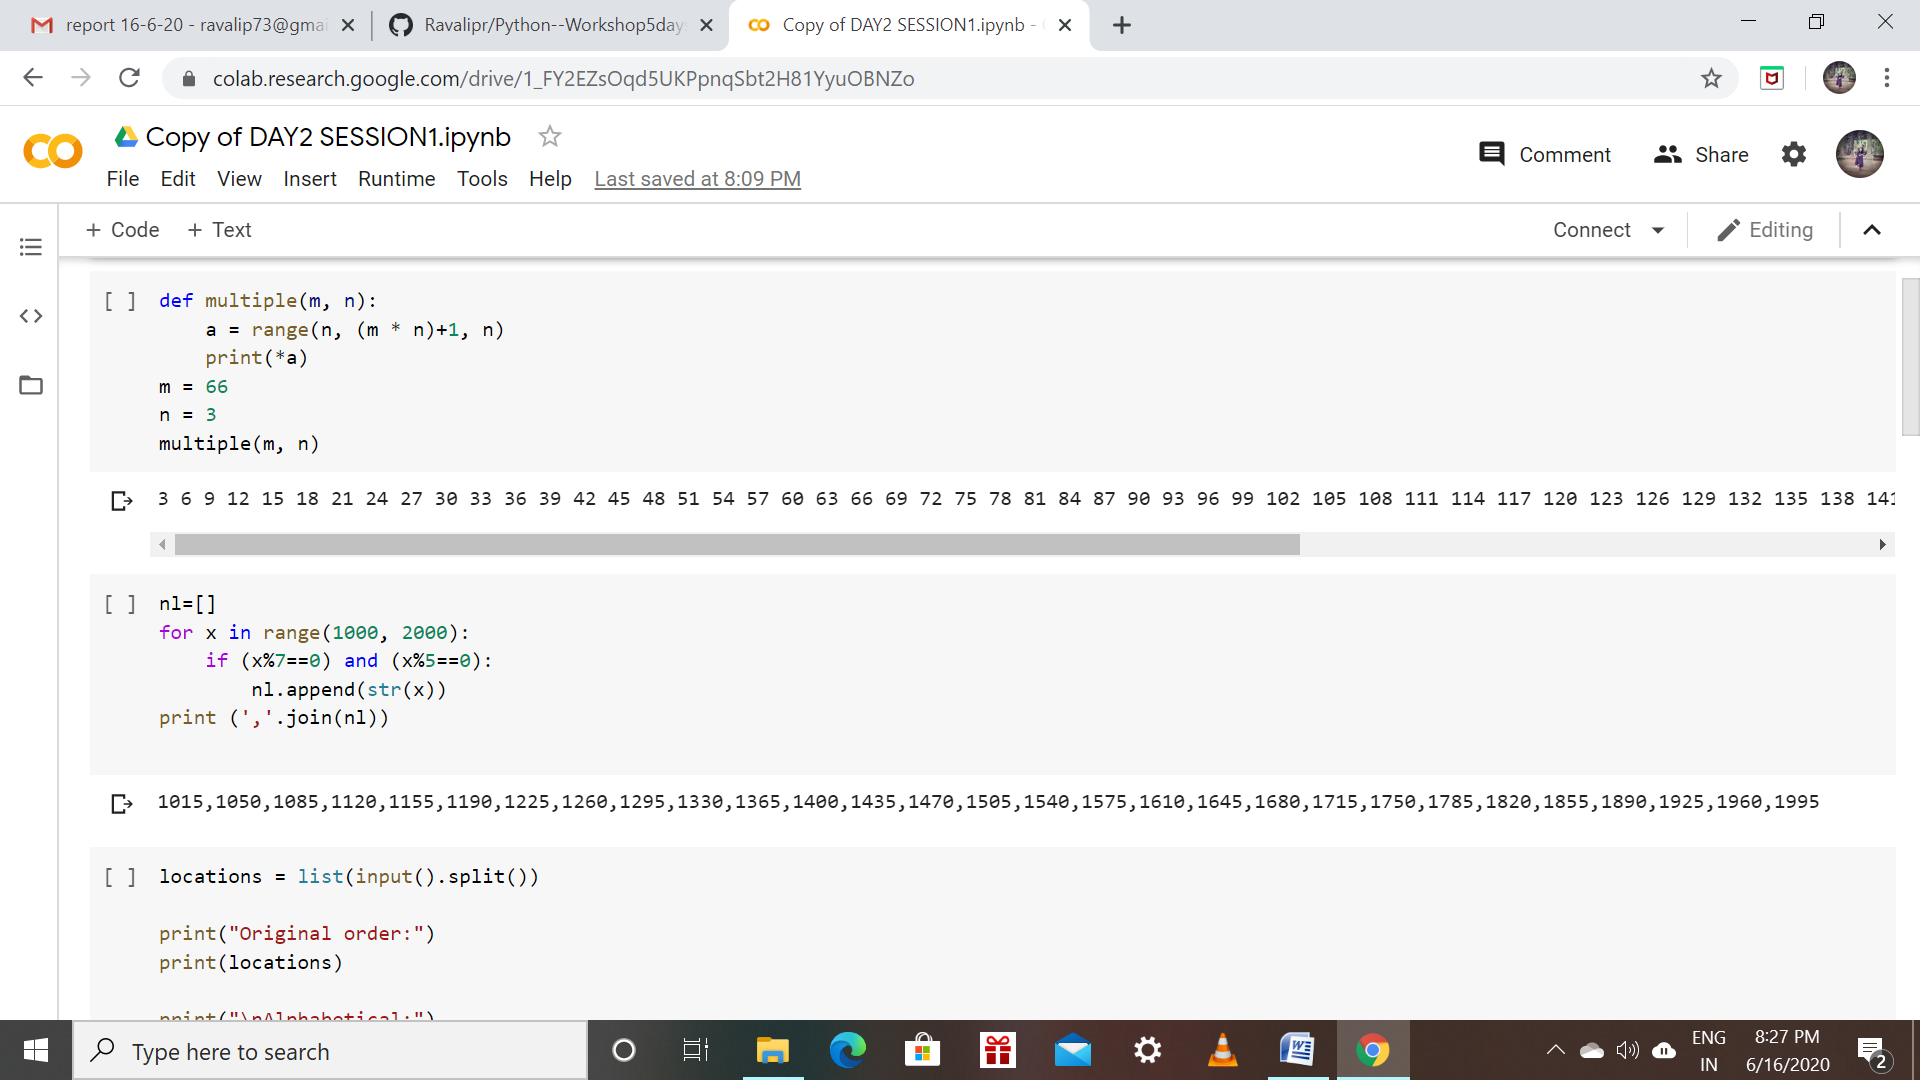 report 16-6-20 - ravalip73@gmai
Ravalipr/Python--Workshop5day
Copy of DAY2 SESSION1.ipynb -
colab.research.google.com/drive/1_FY2EZsOqd5UKPpnqSbt2H81YyuOBNZo
Copy of DAY2 SESSION1.ipynb
Comment
Share
File Edit View Insert Runtime Tools Help Last saved at 8:09 PM
+ Code + Text
Connect
Editing
[ ] def multiple(m, n):
a = range(n, (m * n)+1, n)
print(*a)
m = 66
n = 3
multiple(m, n)
3 6 9 12 15 18 21 24 27 30 33 36 39 42 45 48 51 54 57 60 63 66 69 72 75 78 81 84 87 90 93 96 99 102 105 108 111 114 117 120 123 126 129 132 135 138 141
[ ] nl=[]
for x in range(1000, 2000):
if (x%7==0) and (x%5==0):
nl.append(str(x))
print (','.join(nl))
1015,1050,1085,1120,1155,1190,1225,1260,1295,1330,1365,1400,1435,1470,1505,1540,1575,1610,1645,1680,1715,1750,1785,1820,1855,1890,1925,1960,1995
[ ] locations = list(input().split())
print("Original order:")
print(locations)
print("\nAlphabetical:")
Type here to search
ENG
IN
8:27 PM
6/16/2020
2